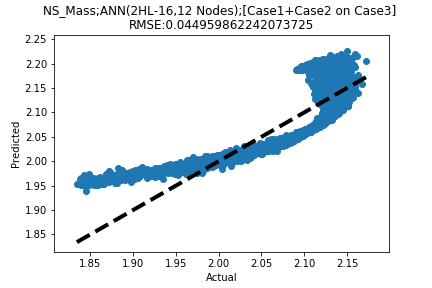 NS_Mass;ANN(2HL-16,12 Nodes);[Case1+Case2 on Case3]
RMSE:0.044959862242073725
2.25
2.20
2.15
2.10
2.05
2.00
1.95
1.90
1.85
Predicted
1.85 1.90 1.95 2.00 2.05 2.10 2.15
Actual